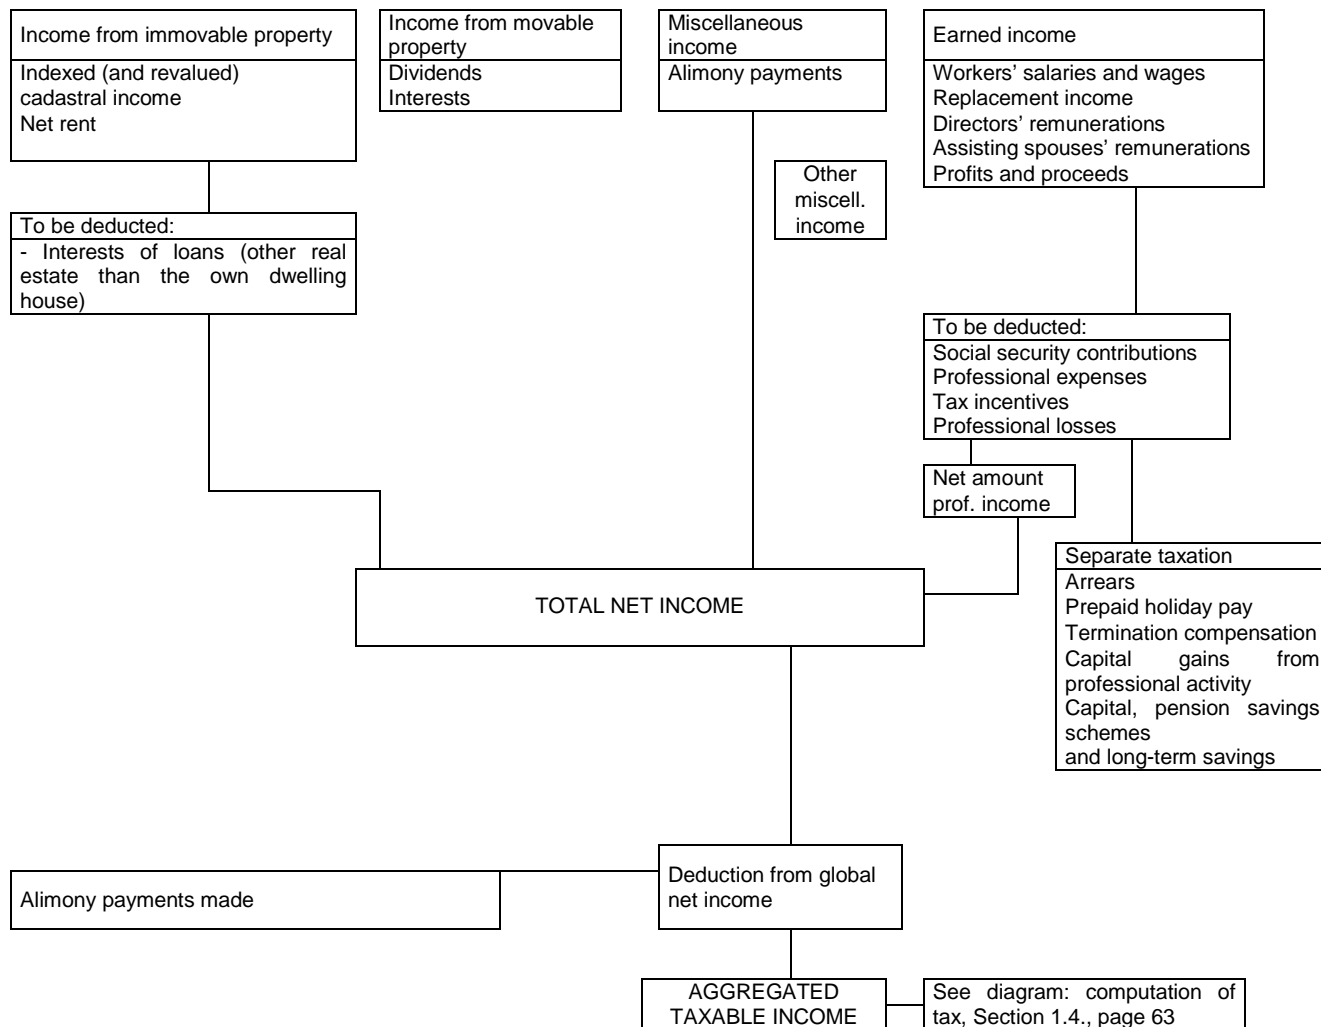 Income from immovable property
Indexed (and revalued)
cadastral income
Net rent
Income from movable
property
Dividends
Interests
Miscellaneous
income
Alimony payments
Earned income
Workers' salaries and wages
Replacement income
Directors' remunerations
Assisting spouses' remunerations
Profits and proceeds
Other
miscell.
income
To be deducted:
- Interests of loans (other real
estate than the own dwelling
house)
To be deducted:
Social security contributions
Professional expenses
Tax incentives
Professional losses
Net amount
prof. income
Separate taxation
Arrears
Prepaid holiday pay
Termination compensation
Capital gains from
professional activity
Capital, pension savings
schemes
and long-term savings
TOTAL NET INCOME
Deduction from global
net income
Alimony payments made
AGGREGATED
TAXABLE INCOME
See diagram: computation of
tax, Section 1.4., page 63